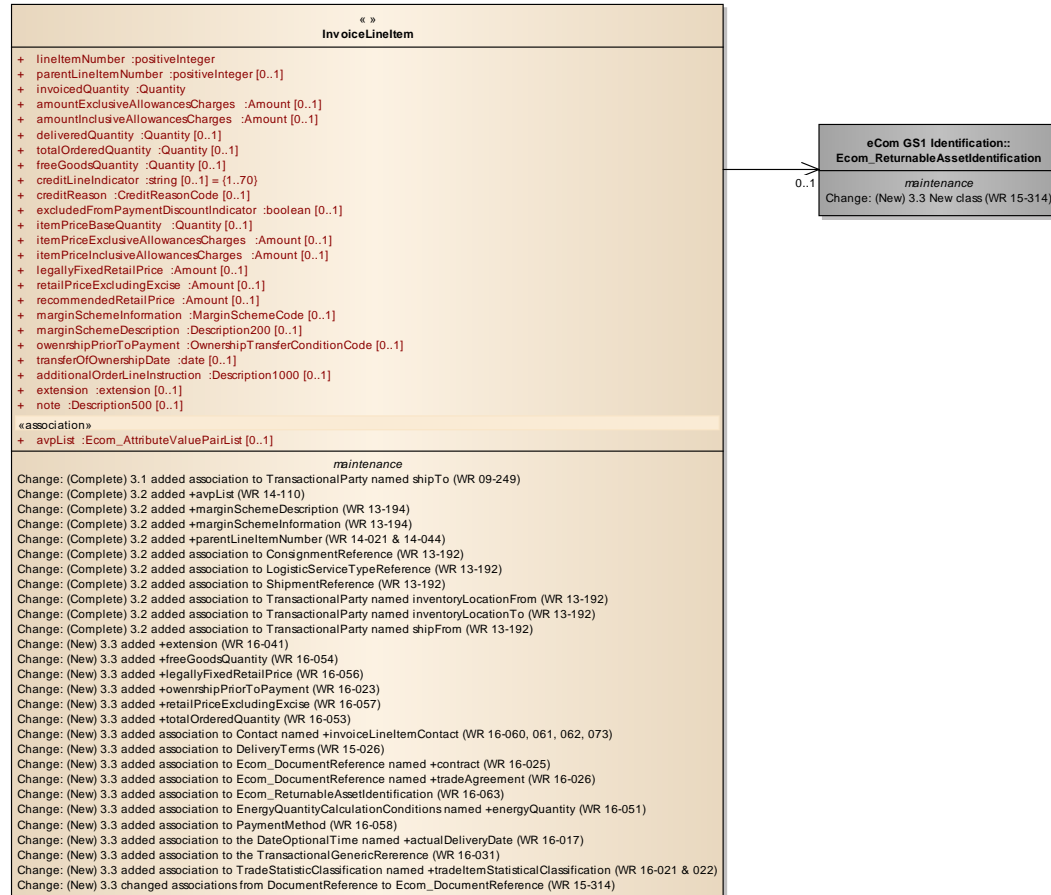 « »
InvoiceLineItem
+ lineItemNumber :positiveInteger
+ parentLineItemNumber :positiveInteger [0..1]
+ invoicedQuantity :Quantity
+ amountExclusiveAllowancesCharges :Amount [0..1]
+ amountInclusiveAllowancesCharges :Amount [0..1]
+ deliveredQuantity :Quantity [0..1]
+ totalOrderedQuantity :Quantity [0..1]
+ freeGoodsQuantity :Quantity [0..1]
+ creditLineIndicator :string [0..1] = {1..70}
+ creditReason :CreditReasonCode [0..1]
+ excludedFromPaymentDiscountIndicator :boolean [0..1]
+ itemPriceBaseQuantity :Quantity [0..1]
+ itemPriceExclusiveAllowancesCharges :Amount [0..1]
+ itemPriceInclusiveAllowancesCharges :Amount [0..1]
+ legallyFixedRetailPrice :Amount [0..1]
+ retailPriceExcludingExcise :Amount [0..1]
+ recommendedRetailPrice :Amount [0..1]
+ marginSchemeInformation :MarginSchemeCode [0..1]
+ marginSchemeDescription :Description200 [0..1]
+ owenrshipPriorToPayment :OwnershipTransferConditionCode [0..1]
+ transferOfOwnershipDate :date [0..1]
+ additionalOrderLineInstruction :Description1000 [0..1]
+ extension :extension [0..1]
+ note :Description500 [0..1]
«association»
+ avpList :Ecom_AttributeValuePairList [0..1]
maintenance
Change: (Complete) 3.1 added association to TransactionalParty named shipTo (WR 09-249)
Change: (Complete) 3.2 added +avpList (WR 14-110)
Change: (Complete) 3.2 added +marginSchemeDescription (WR 13-194)
Change: (Complete) 3.2 added +marginSchemeInformation (WR 13-194)
Change: (Complete) 3.2 added +parentLineItemNumber (WR 14-021 & 14-044)
Change: (Complete) 3.2 added association to ConsignmentReference (WR 13-192)
Change: (Complete) 3.2 added association to LogisticServiceTypeReference (WR 13-192)
Change: (Complete) 3.2 added association to ShipmentReference (WR 13-192)
Change: (Complete) 3.2 added association to TransactionalParty named inventoryLocationFrom (WR 13-192)
Change: (Complete) 3.2 added association to TransactionalParty named inventoryLocationTo (WR 13-192)
Change: (Complete) 3.2 added association to TransactionalParty named shipFrom (WR 13-192)
Change: (New) 3.3 added +extension (WR 16-041)
Change: (New) 3.3 added +freeGoodsQuantity (WR 16-054)
Change: (New) 3.3 added +legallyFixedRetailPrice (WR 16-056)
Change: (New) 3.3 added +owenrshipPriorToPayment (WR 16-023)
Change: (New) 3.3 added +retailPriceExcludingExcise (WR 16-057)
Change: (New) 3.3 added +totalOrderedQuantity (WR 16-053)
Change: (New) 3.3 added association to Contact named +invoiceLineItemContact (WR 16-060, 061, 062, 073)
Change: (New) 3.3 added association to DeliveryTerms (WR 15-026)
Change: (New) 3.3 added association to Ecom_DocumentReference named +contract (WR 16-025)
Change: (New) 3.3 added association to Ecom_DocumentReference named +tradeAgreement (WR 16-026)
Change: (New) 3.3 added association to Ecom_ReturnableAssetIdentification (WR 16-063)
Change: (New) 3.3 added association to EnergyQuantityCalculationConditions named +energyQuantity (WR 16-051)
Change: (New) 3.3 added association to PaymentMethod (WR 16-058)
Change: (New) 3.3 added association to the DateOptionalTime named +actualDeliveryDate (WR 16-017)
Change: (New) 3.3 added association to the TransactionalGenericRererence (WR 16-031)
Change: (New) 3.3 added association to TradeStatisticClassification named +tradeItemStatisticalClassification (WR 16-021 & 022)
Change: (New) 3.3 changed associations from DocumentReference to Ecom_DocumentReference (WR 15-314)
0..1
eCom GS1 Identification::
Ecom_ReturnableAssetIdentification
maintenance
Change: (New) 3.3 New class (WR 15-314)